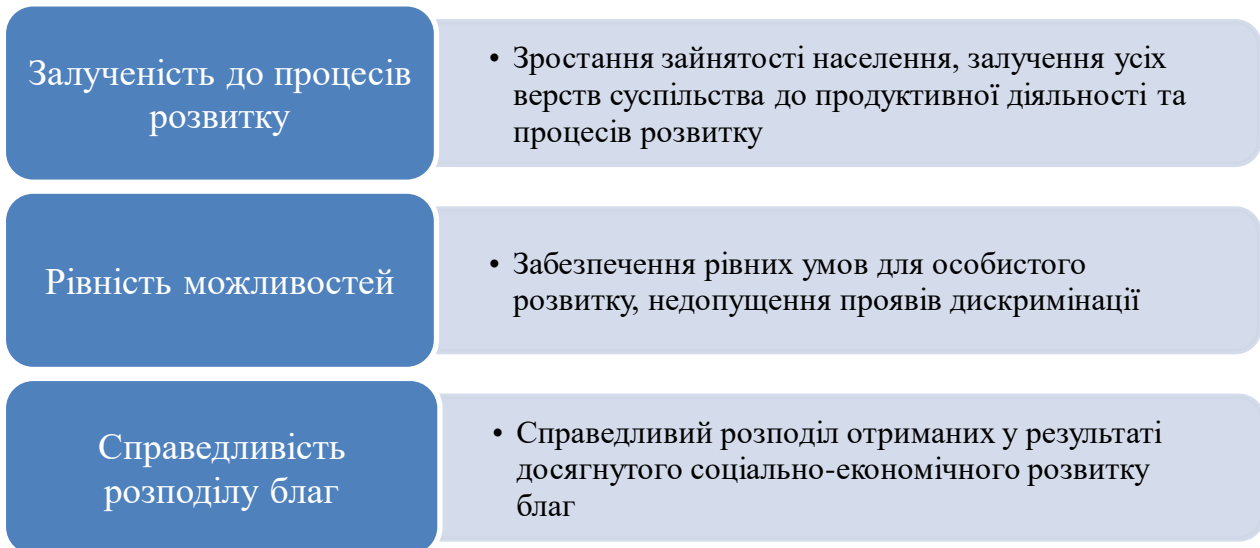 Залученість до процесів
розвитку
• Зростання зайнятості населення, залучення усіх
верств суспільства до продуктивної діяльності та
процесів розвитку
Рівність можливостей
• Забезпечення рівних умов для особистого
розвитку, недопущення проявів дискримінації
Справедливість
розподілу благ
• Справедливий розподіл отриманих у результаті
досягнутого соціально-економічного розвитку
благ